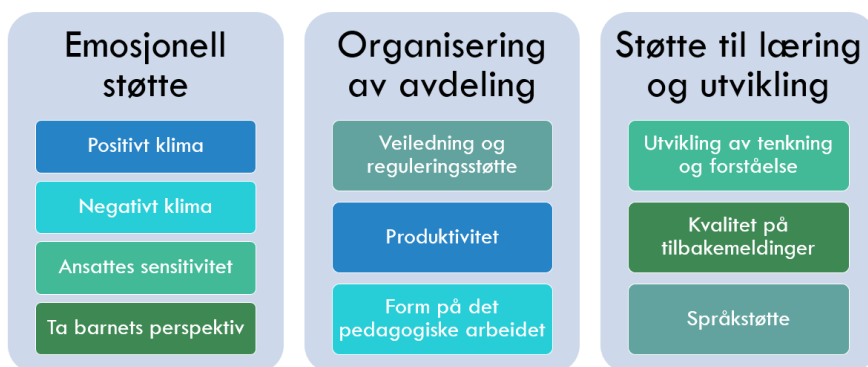 Emosjonell
støtte
Positivt klima
Negativt klima
Ansattes sensitivitet
Ta barnets perspektiv
Organisering
av avdeling
Veiledning og
reguleringsstøtte
Produktivitet
Form på det
pedagogiske arbeidet
Støtte til læring
og utvikling
Utvikling av tenkning
og forståelse
Kvalitet på
tilbakemeldinger
Språkstøtte